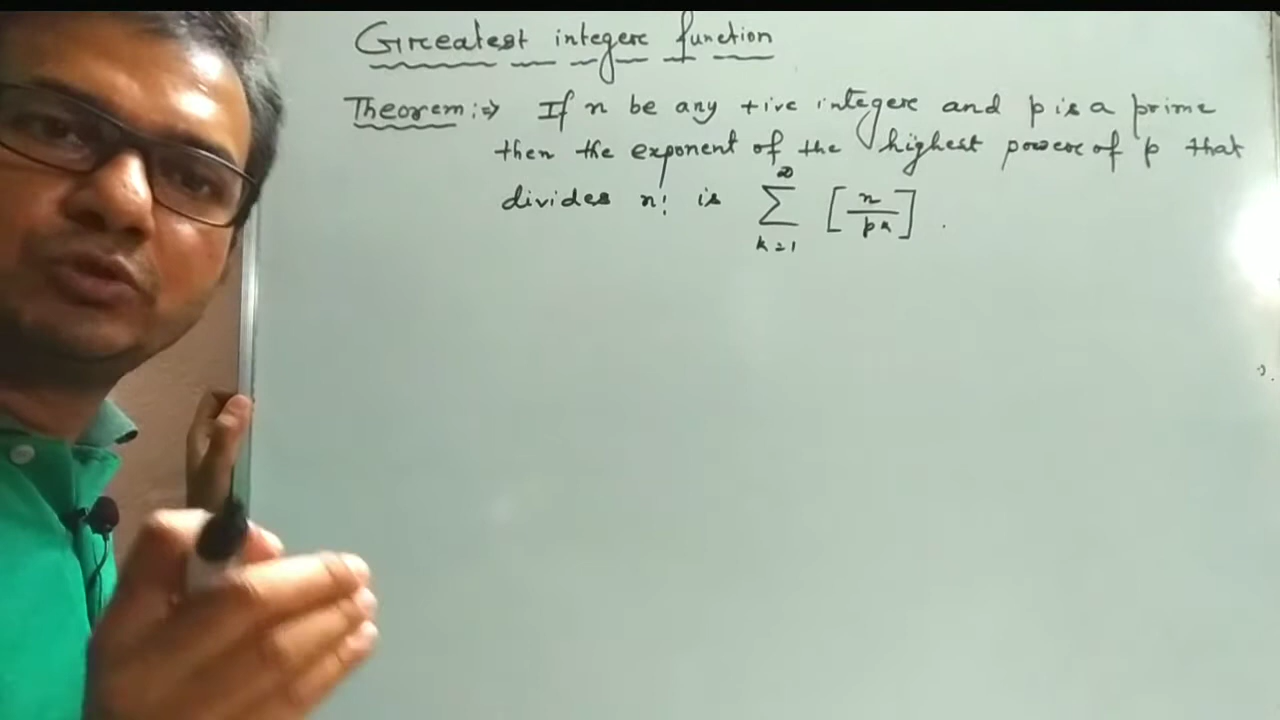 Greatest integer function
Theorem :⇒ If n be any +ive integer and p is a prime
then the exponent of the highest power of p that
divides n! is ∑_{k=1}^{∞} [n/p^k].